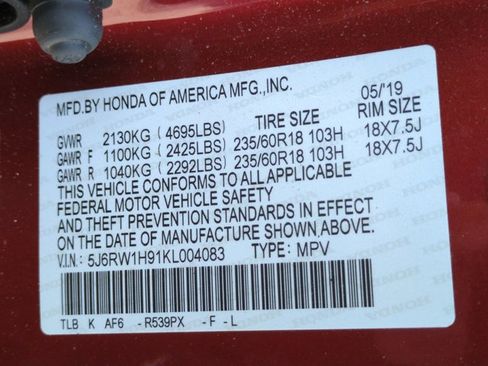 MFD.BY HONDA OF AMERICA MFG.,INC.
05/'19
TIRE SIZE RIM SIZE
GVWR 2130KG (4695LBS)
GAWR F 1100KG (2425LBS) 235/60R18 103H 18X7.5J
GAWR R 1040KG (2292LBS) 235/60R18 103H 18X7.5J
THIS VEHICLE CONFORMS TO ALL APPLICABLE
FEDERAL MOTOR VEHICLE SAFETY
AND THEFT PREVENTION STANDARDS IN EFFECT
ON THE DATE OF MANUFACTURE SHOWN ABOVE.
V.I.N.: 5J6RW1H91KL004083 TYPE: MPV
TLB K AF6 -R539PX -F-L